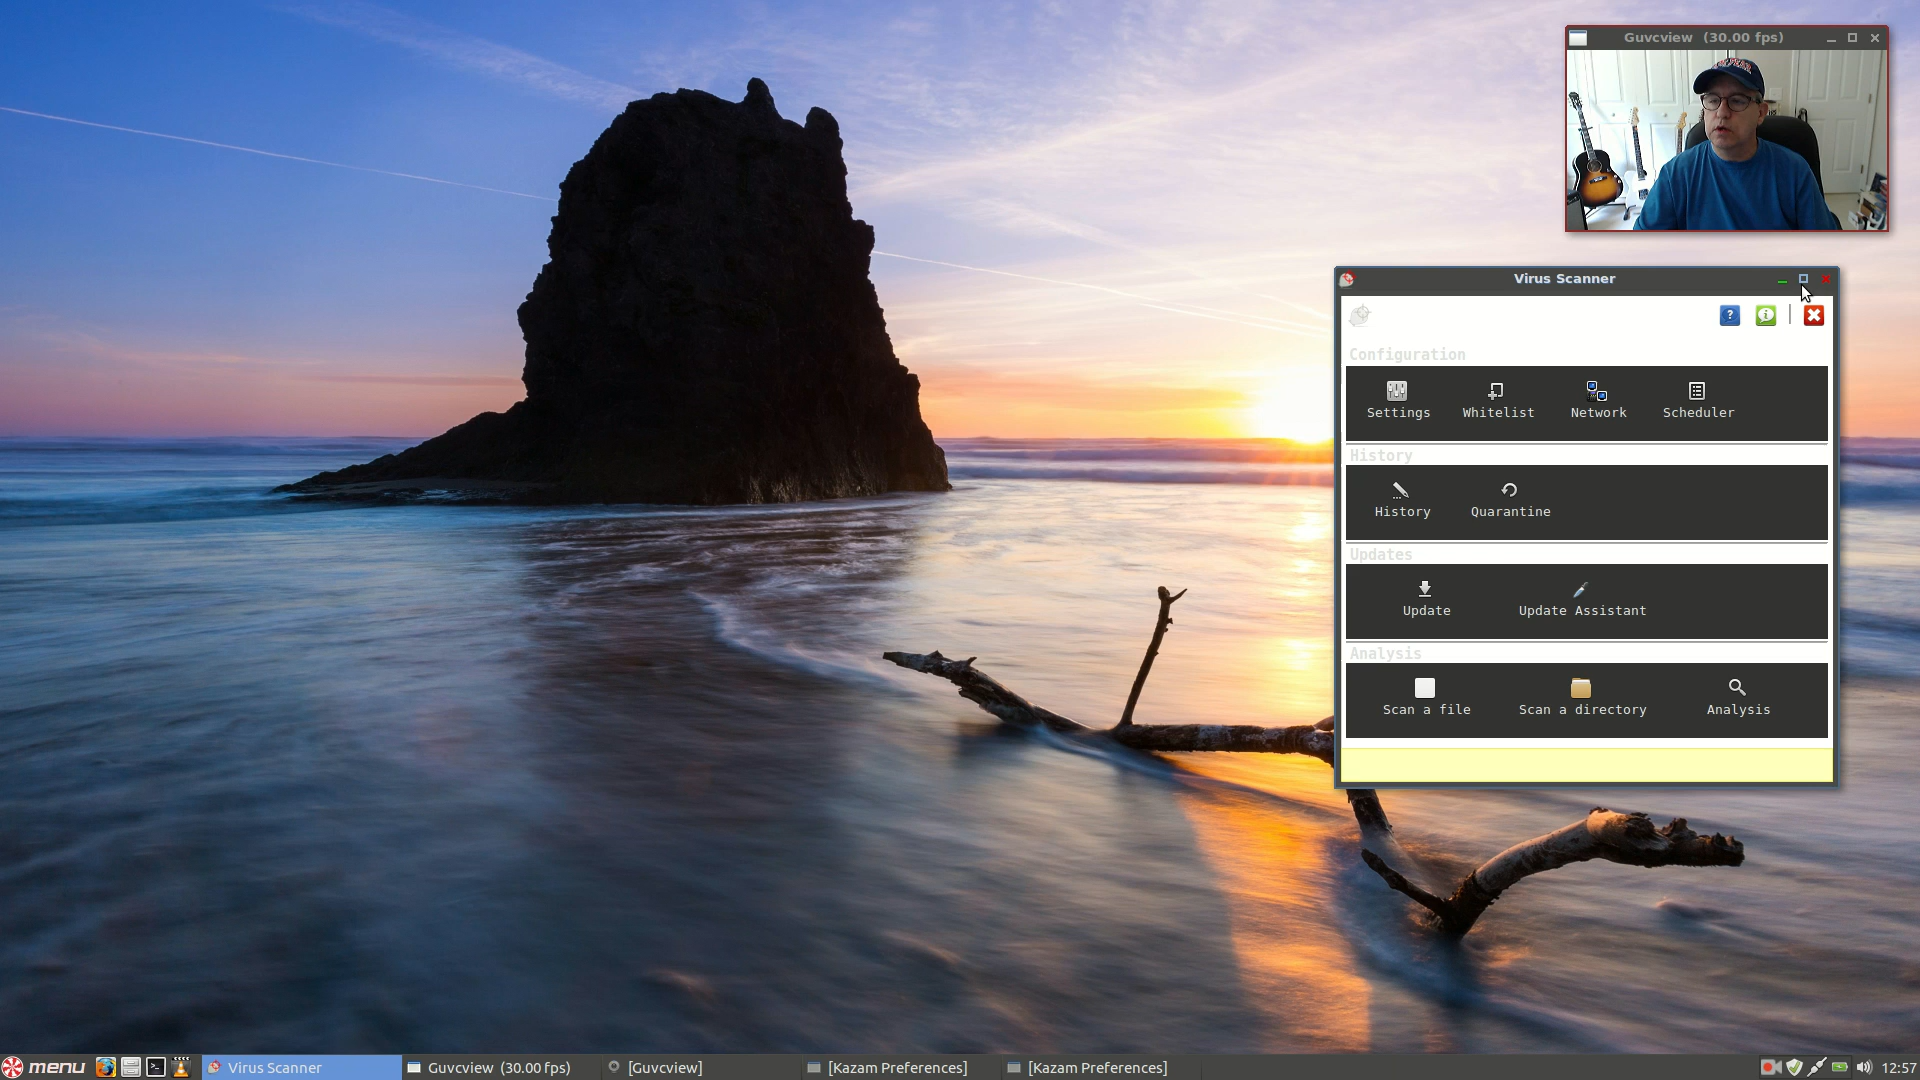 Guvcview (30.00 fps)
Virus Scanner
Configuration
Settings
Whitelist
Network
Scheduler
History
History
Quarantine
Updates
Update
Update Assistant
Analysis
Scan a file
Scan a directory
Analysis
menu
Virus Scanner
Guvcview (30.00 fps)
[Guvcview]
[Kazam Preferences]
[Kazam Preferences]
12:57